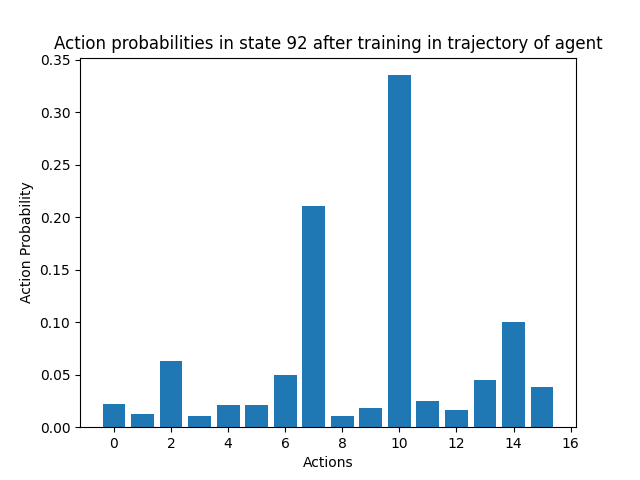 Action probabilities in state 92 after training in trajectory of agent
0.35
0.30
0.25
0.20
0.15
0.10
0.05
0.00
Action Probability
0 2 4 6 8 10 12 14 16
Actions